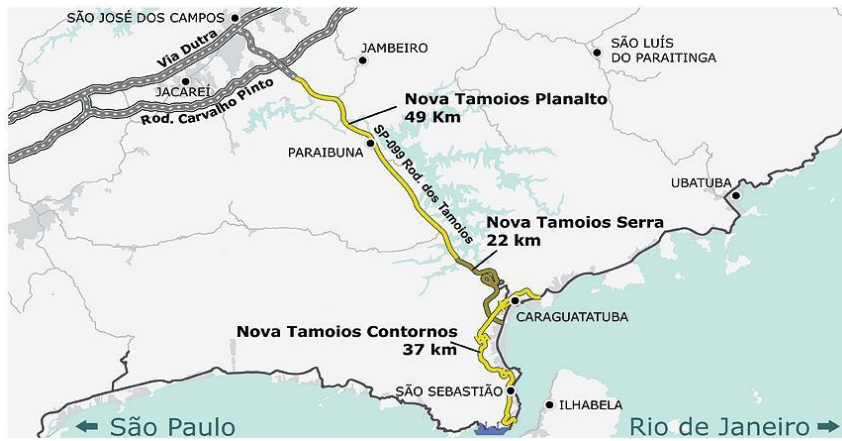 SÃO JOSÉ DOS CAMPOS
Via Dutra
JAMBEIRO
SÃO LUÍS
DO PARAITINGA
JACAREÍ
Rod. Carvalho Pinto
Nova Tamoios Planalto
49 Km
SP-099 Rod. dos Tamoios
PARAIBUNA
UBATUBA
Nova Tamoios Serra
22 km
CARAGUATATUBA
Nova Tamoios Contornos
37 km
SÃO SEBASTIÃO
ILHABELA
← São Paulo
Rio de Janeiro →